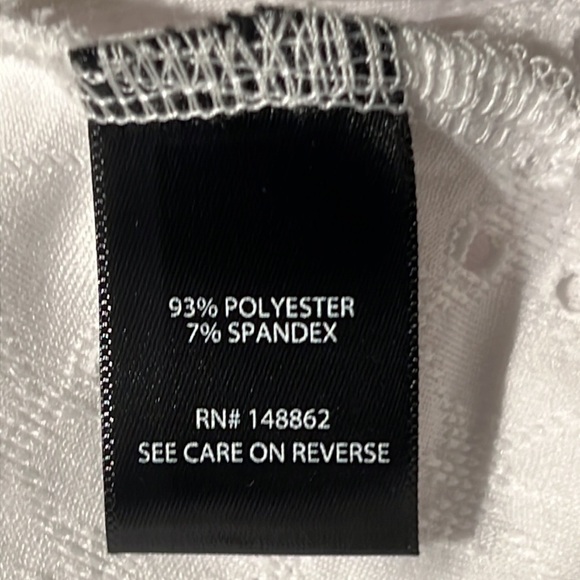 93% POLYESTER
7% SPANDEX
RN# 148862
SEE CARE ON REVERSE